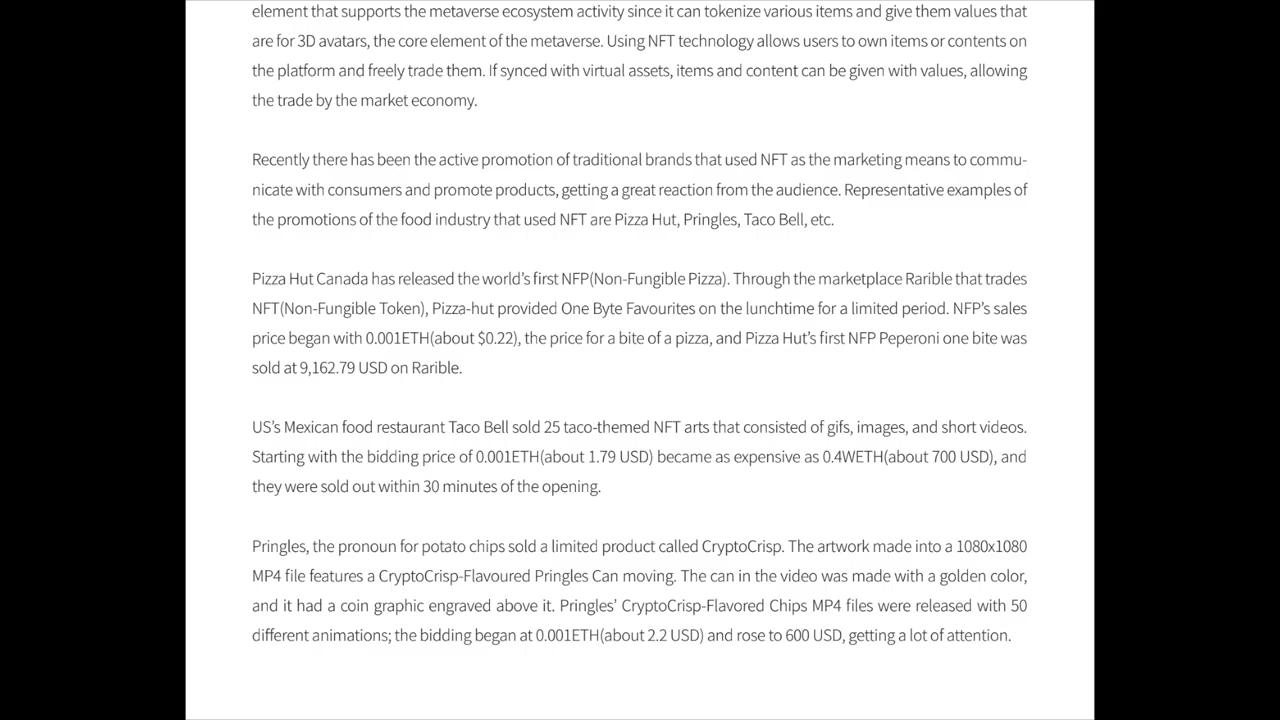 element that supports the metaverse ecosystem activity since it can tokenize various items and give them values that
are for 3D avatars, the core element of the metaverse. Using NFT technology allows users to own items or contents on
the platform and freely trade them. If synced with virtual assets, items and content can be given with values, allowing
the trade by the market economy.
Recently there has been the active promotion of traditional brands that used NFT as the marketing means to commu-
nicate with consumers and promote products, getting a great reaction from the audience. Representative examples of
the promotions of the food industry that used NFT are Pizza Hut, Pringles, Taco Bell, etc.
Pizza Hut Canada has released the world’s first NFP(Non-Fungible Pizza). Through the marketplace Rarible that trades
NFT(Non-Fungible Token), Pizza-hut provided One Byte Favourites on the lunchtime for a limited period. NFP’s sales
price began with 0.001ETH(about $0.22), the price for a bite of a pizza, and Pizza Hut’s first NFP Peperoni one bite was
sold at 9,162.79 USD on Rarible.
US’s Mexican food restaurant Taco Bell sold 25 taco-themed NFT arts that consisted of gifs, images, and short videos.
Starting with the bidding price of 0.001ETH(about 1.79 USD) became as expensive as 0.4WETH(about 700 USD), and
they were sold out within 30 minutes of the opening.
Pringles, the pronoun for potato chips sold a limited product called CryptoCrisp. The artwork made into a 1080x1080
MP4 file features a CryptoCrisp-Flavoured Pringles Can moving. The can in the video was made with a golden color,
and it had a coin graphic engraved above it. Pringles’ CryptoCrisp-Flavored Chips MP4 files were released with 50
different animations; the bidding began at 0.001ETH(about 2.2 USD) and rose to 600 USD, getting a lot of attention.